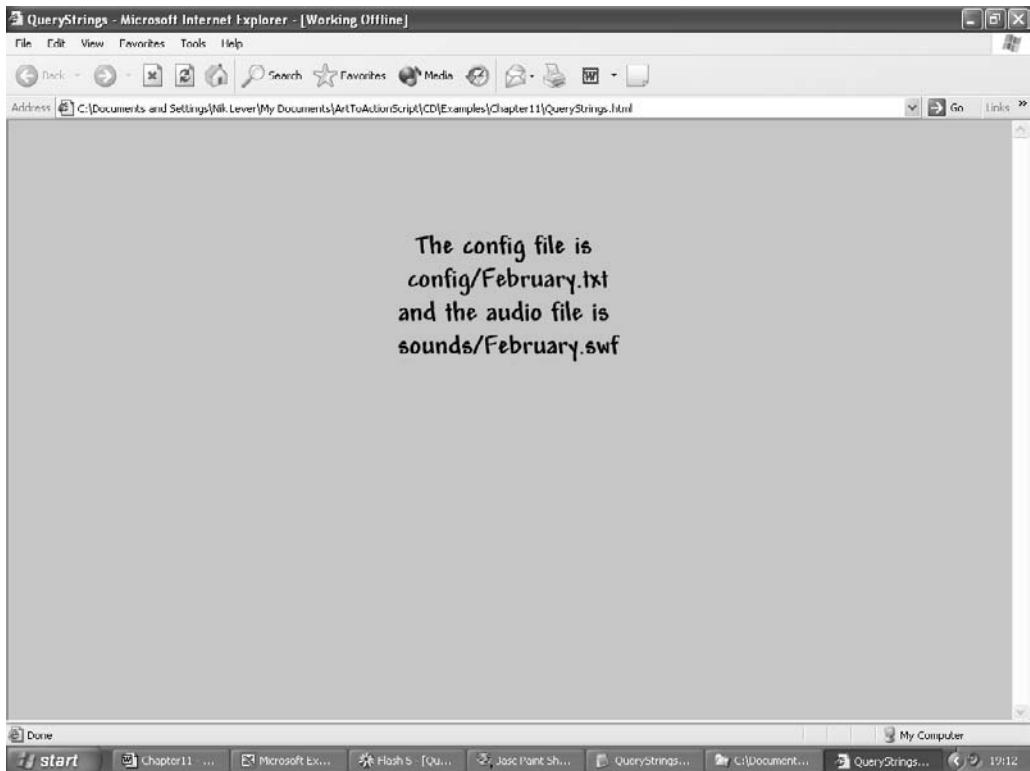 QueryStrings - Microsoft Internet Explorer - [Working Offline]
File Edit View Favorites Tools Help
Back Search Favorites Media
Address C:\Documents and Settings\Nik Lever\My Documents\ArtToActionScript\CD\Examples\Chapter11\QueryStrings.html Go Links »
The config file is
config/February.txt
and the audio file is
sounds/February.swf
Done My Computer
start Chapter11 - ... Microsoft Ex... Flash 5 - [Qu... Jasc Paint Sh... QueryStrings... C:\Document... QueryStrings... 19:12